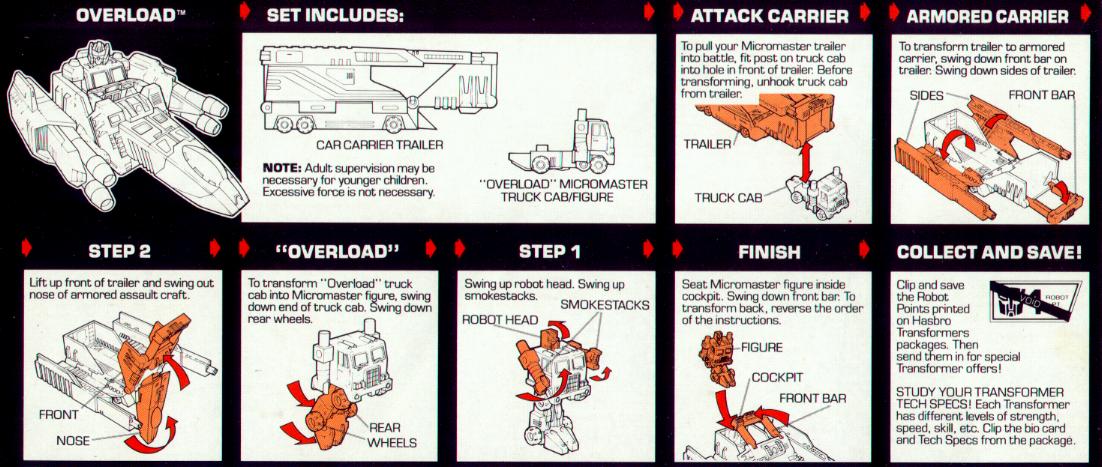 OVERLOAD™
SET INCLUDES:
CAR CARRIER TRAILER
NOTE: Adult supervision may be
necessary for younger children.
Excessive force is not necessary.
"OVERLOAD" MICROMASTER
TRUCK CAB/FIGURE
ATTACK CARRIER
To pull your Micromaster trailer
into battle, fit post on truck cab
into hole in front of trailer. Before
transforming, unhook truck cab
from trailer.
TRAILER
TRUCK CAB
ARMORED CARRIER
To transform trailer to armored
carrier, swing down front bar on
trailer. Swing down sides of trailer.
SIDES
FRONT BAR
STEP 2
Lift up front of trailer and swing out
nose of armored assault craft.
FRONT
NOSE
"OVERLOAD"
To transform "Overload" truck
cab into Micromaster figure, swing
down end of truck cab. Swing down
rear wheels.
REAR
WHEELS
STEP 1
Swing up robot head. Swing up
smokestacks.
SMOKESTACKS
ROBOT HEAD
FINISH
Seat Micromaster figure inside
cockpit. Swing down front bar. To
transform back, reverse the order
of the instructions.
FIGURE
COCKPIT
FRONT BAR
COLLECT AND SAVE!
Clip and save
the Robot
Points printed
on Hasbro
Transformers
packages. Then
send them in for special
Transformer offers!
VOID
ROBOT
STUDY YOUR TRANSFORMER
TECH SPECS! Each Transformer
has different levels of strength,
speed, skill, etc. Clip the bio card
and Tech Specs from the package.